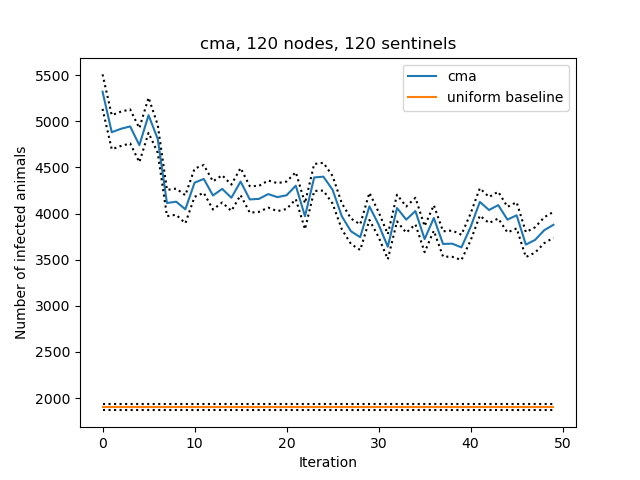 cma, 120 nodes, 120 sentinels
cma
uniform baseline
Number of infected animals
5500
5000
4500
4000
3500
3000
2500
2000
0 10 20 30 40 50
Iteration